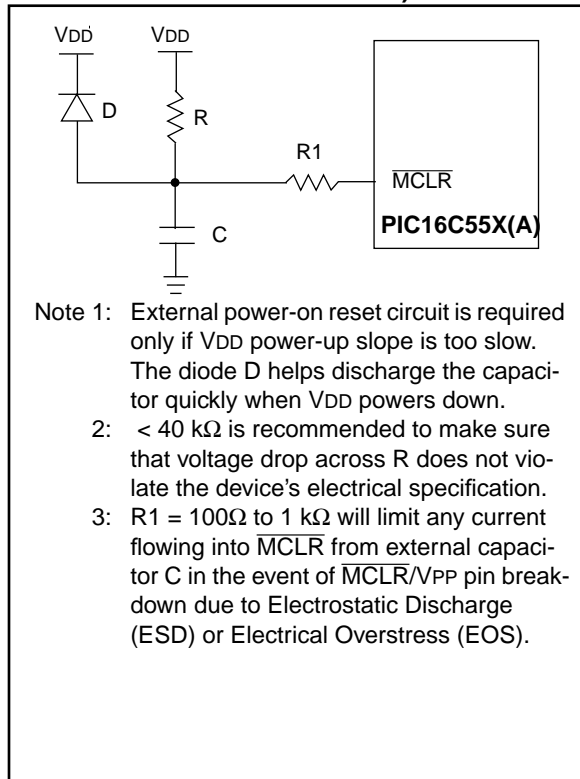 VDD VDD
D
R
R1
MCLR
PIC16C55X(A)
C
Note 1: External power-on reset circuit is required
only if VDD power-up slope is too slow.
The diode D helps discharge the capaci-
tor quickly when VDD powers down.
2: < 40 kΩ is recommended to make sure
that voltage drop across R does not vio-
late the device's electrical specification.
3: R1 = 100Ω to 1 kΩ will limit any current
flowing into MCLR from external capaci-
tor C in the event of MCLR/VPP pin break-
down due to Electrostatic Discharge
(ESD) or Electrical Overstress (EOS).